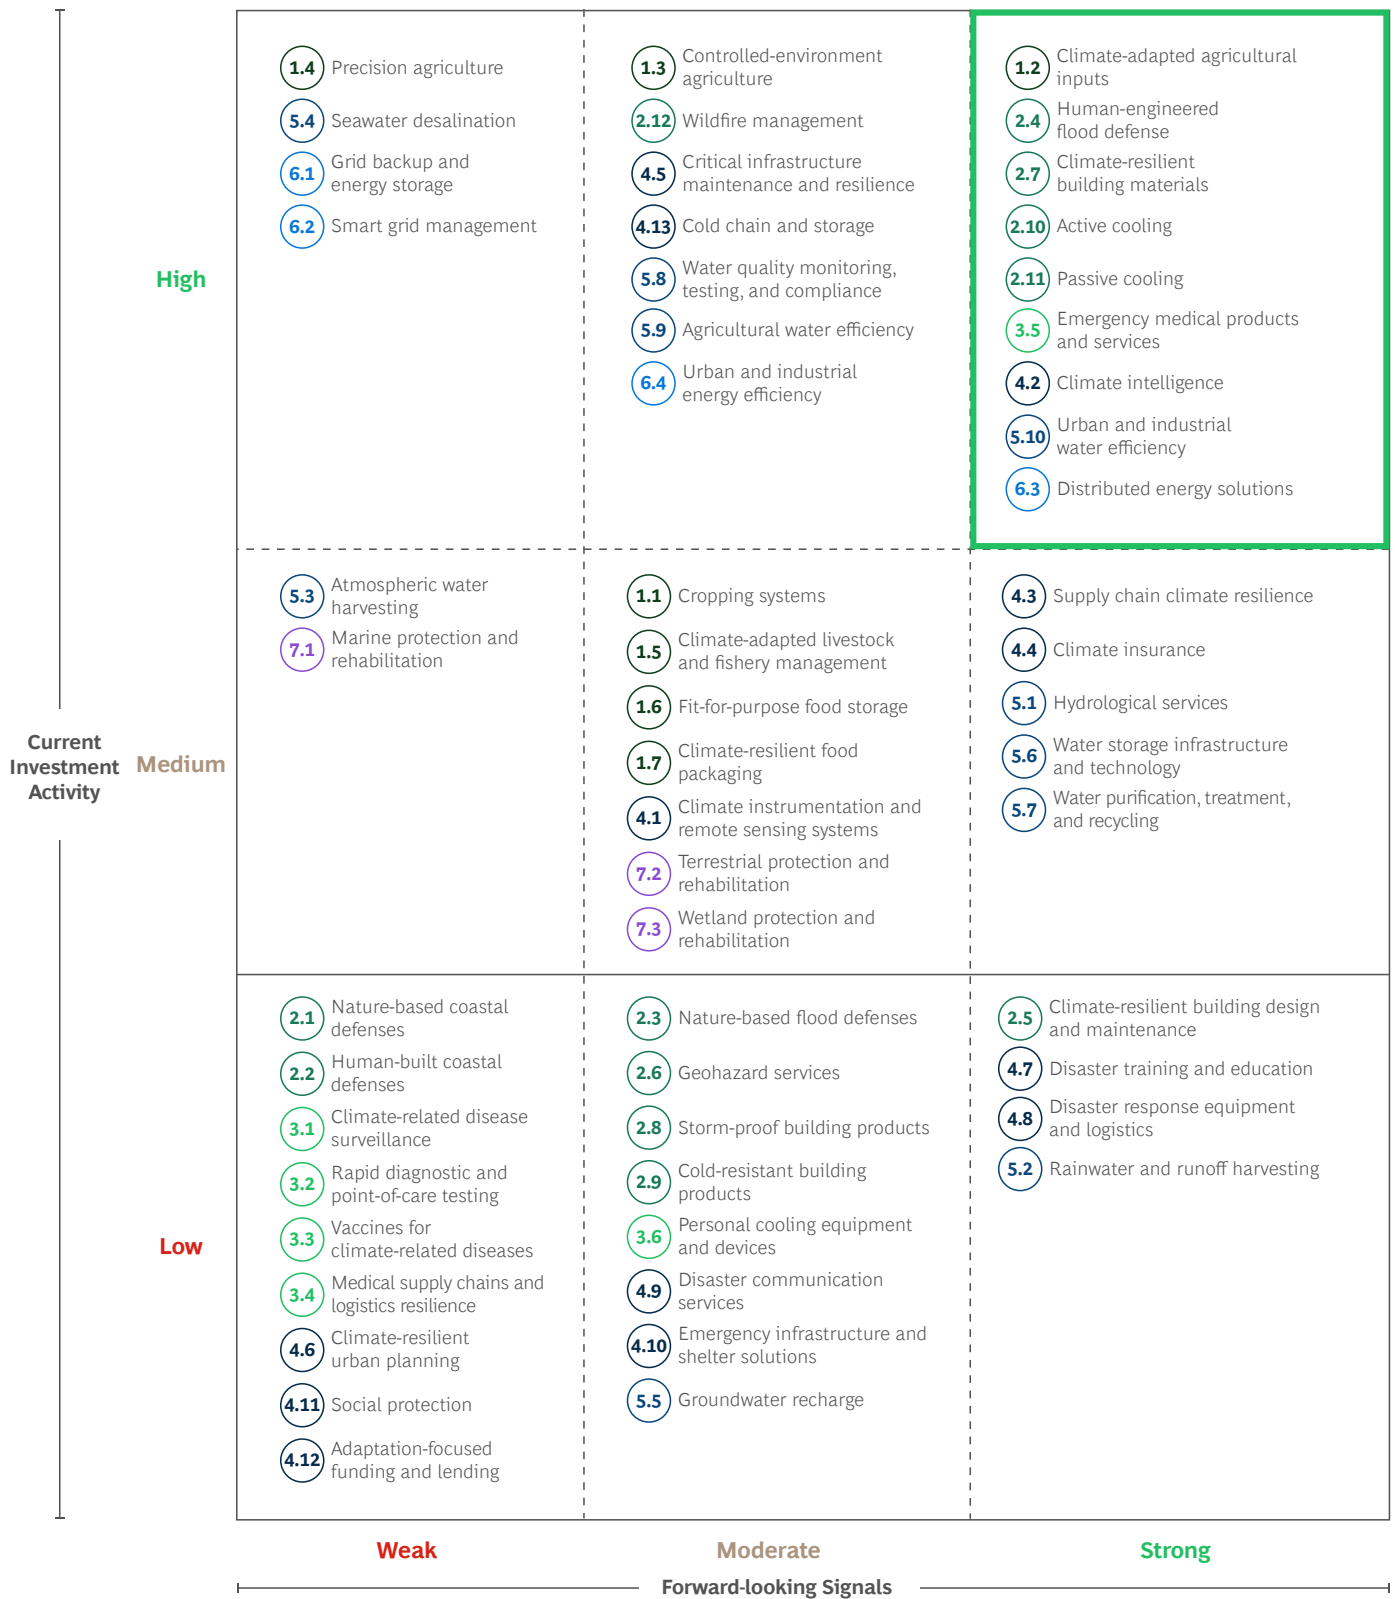 1.4 Precision agriculture
5.4 Seawater desalination
6.1 Grid backup and
energy storage
6.2 Smart grid management
1.3 Controlled-environment
agriculture
2.12 Wildfire management
4.5 Critical infrastructure
maintenance and resilience
4.13 Cold chain and storage
5.8 Water quality monitoring,
testing, and compliance
5.9 Agricultural water efficiency
6.4 Urban and industrial
energy efficiency
1.2 Climate-adapted agricultural
inputs
2.4 Human-engineered
flood defense
2.7 Climate-resilient
building materials
2.10 Active cooling
2.11 Passive cooling
3.5 Emergency medical products
and services
4.2 Climate intelligence
5.10 Urban and industrial
water efficiency
6.3 Distributed energy solutions
High
5.3 Atmospheric water
harvesting
7.1 Marine protection and
rehabilitation
1.1 Cropping systems
1.5 Climate-adapted livestock
and fishery management
1.6 Fit-for-purpose food storage
1.7 Climate-resilient food
packaging
4.1 Climate instrumentation and
remote sensing systems
7.2 Terrestrial protection and
rehabilitation
7.3 Wetland protection and
rehabilitation
4.3 Supply chain climate resilience
4.4 Climate insurance
5.1 Hydrological services
5.6 Water storage infrastructure
and technology
5.7 Water purification, treatment,
and recycling
Current
Investment
Activity
Medium
2.1 Nature-based coastal
defenses
2.2 Human-built coastal
defenses
3.1 Climate-related disease
surveillance
3.2 Rapid diagnostic and
point-of-care testing
3.3 Vaccines for
climate-related diseases
3.4 Medical supply chains and
logistics resilience
4.6 Climate-resilient
urban planning
4.11 Social protection
4.12 Adaptation-focused
funding and lending
2.3 Nature-based flood defenses
2.6 Geohazard services
2.8 Storm-proof building products
2.9 Cold-resistant building
products
3.6 Personal cooling equipment
and devices
4.9 Disaster communication
services
4.10 Emergency infrastructure and
shelter solutions
5.5 Groundwater recharge
2.5 Climate-resilient building design
and maintenance
4.7 Disaster training and education
4.8 Disaster response equipment
and logistics
5.2 Rainwater and runoff harvesting
Low
Weak
Moderate
Strong
Forward-looking Signals